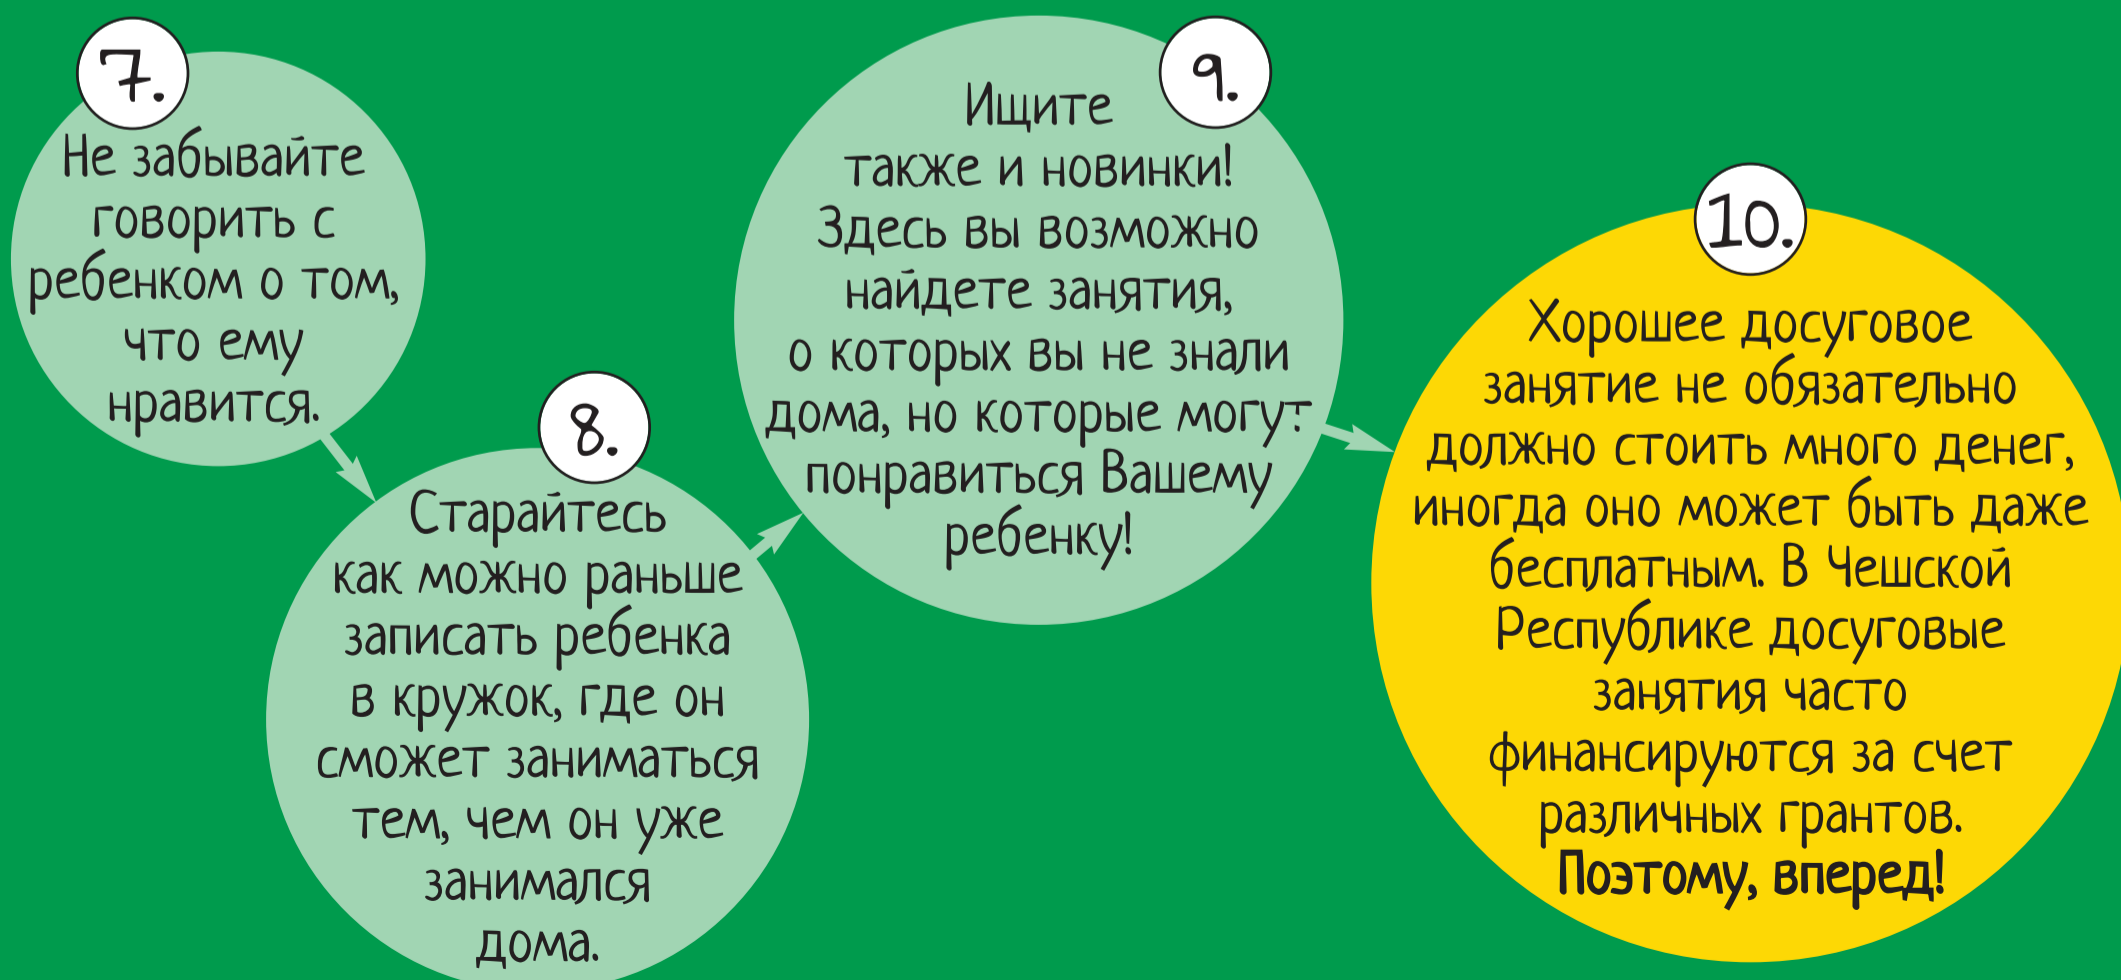 7.
Не забывайте
говорить с
ребенком о том,
что ему
нравится.
8.
Старайтесь
как можно раньше
записать ребенка
в кружок, где он
сможет заниматься
тем, чем он уже
занимался
дома.
9.
Ищите
также и новинки!
Здесь вы возможно
найдете занятия,
о которых вы не знали
дома, но которые могут
понравиться Вашему
ребенку!
10.
Хорошее досуговое
занятие не обязательно
должно стоить много денег,
иногда оно может быть даже
бесплатным. В Чешской
Республике досуговые
занятия часто
финансируются за счет
различных грантов.
Поэтому, вперед!